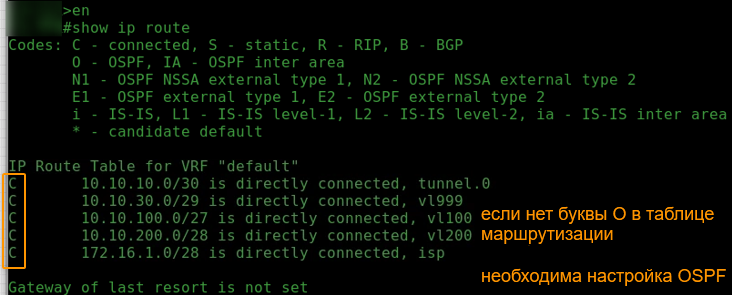 >en
#show ip route
Codes: C - connected, S - static, R - RIP, B - BGP
O - OSPF, IA - OSPF inter area
N1 - OSPF NSSA external type 1, N2 - OSPF NSSA external type 2
E1 - OSPF external type 1, E2 - OSPF external type 2
i - IS-IS, L1 - IS-IS level-1, L2 - IS-IS level-2, ia - IS-IS inter area
* - candidate default
IP Route Table for VRF "default"
C 10.10.10.0/30 is directly connected, tunnel.0
C 10.10.30.0/29 is directly connected, vl999
C 10.10.100.0/27 is directly connected, vl100
C 10.10.200.0/28 is directly connected, vl200
C 172.16.1.0/28 is directly connected, isp
если нет буквы О в таблице
маршрутизации
необходима настройка OSPF
Gateway of last resort is not set